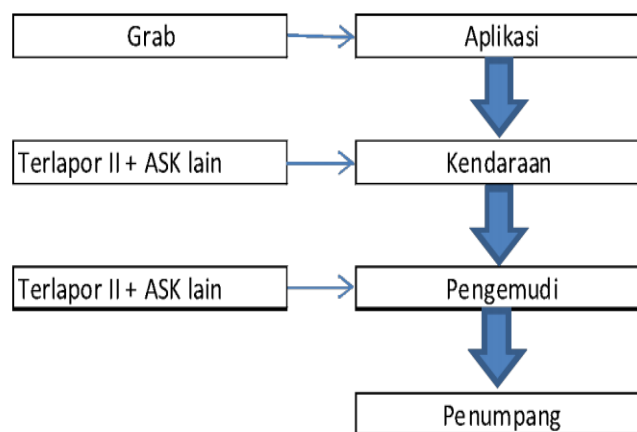 Grab
Aplikasi
Terlapor II + ASK lain
Kendaraan
Terlapor II + ASK lain
Pengemudi
Penumpang